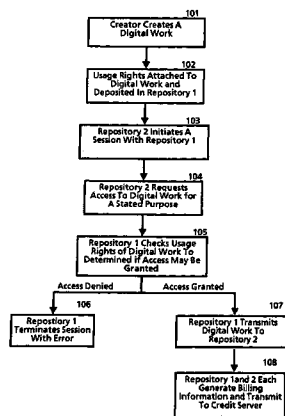 101
Creator Creates A
Digital Work
102
Usage Rights Attached To
Digital Work and
Deposited In Repository 1
103
Repository 2 Initiates A
Session With Repository 1
104
Repository 2 Requests
Access To Digital Work for
A Stated Purpose
105
Repository 1 Checks Usage
Rights of Digital Work To
Determined If Access May Be
Granted
Access Denied
Access Granted
106
Repostiory 1
Terminates Session
With Error
107
Repository 1 Transmits
Digital Work To
Repository 2
108
Repository 1and 2 Each
Generate Billing
Information and Transmit
To Credit Server